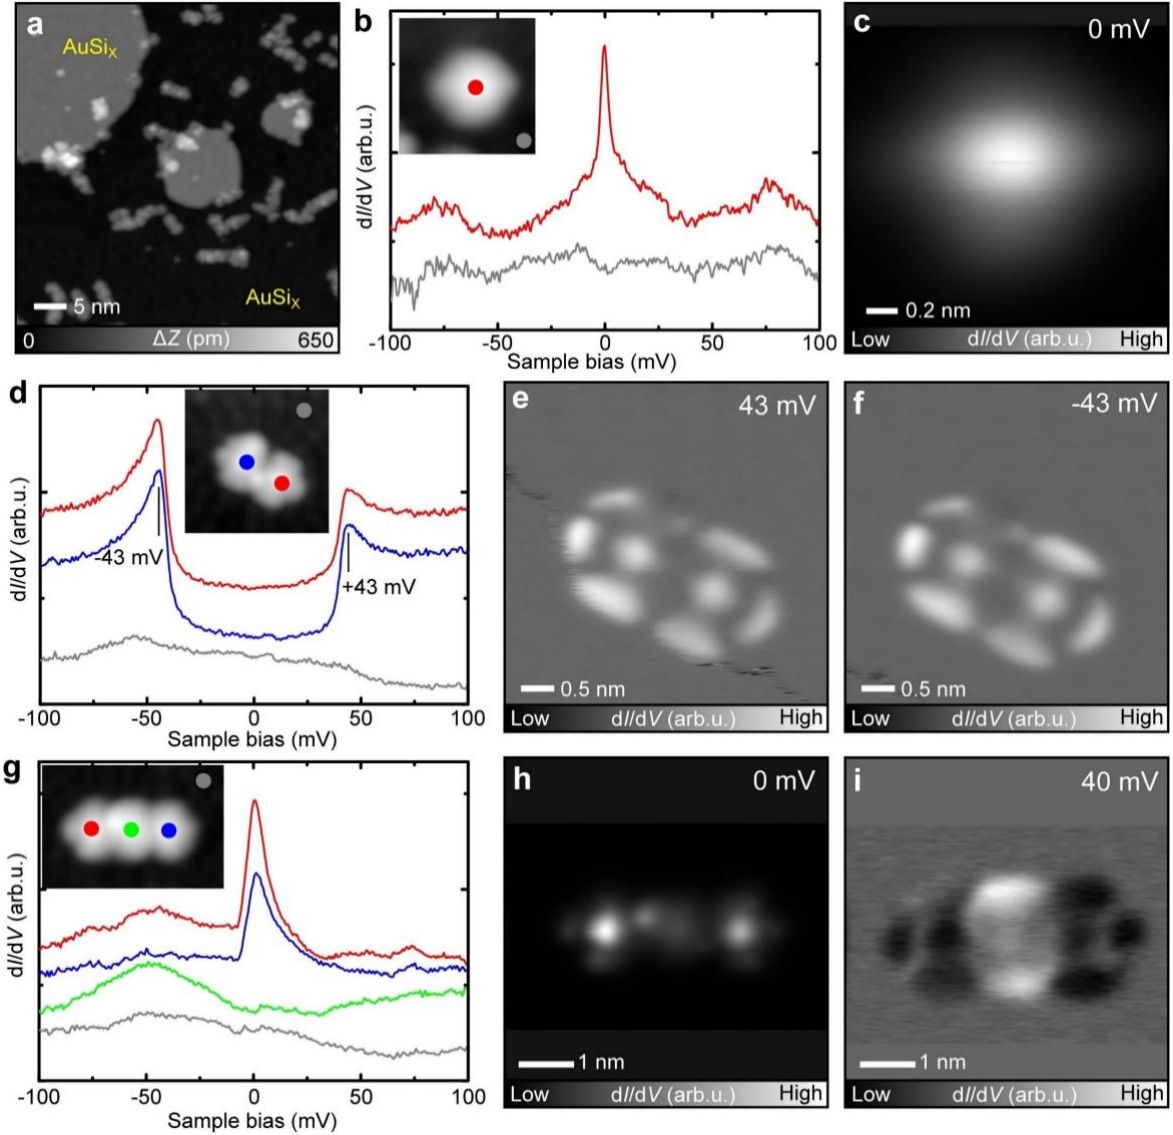 a
AuSiX
AuSiX
5 nm
0 ΔZ (pm) 650
b
dI/dV (arb.u.)
-100 -50 0 50 100
Sample bias (mV)
c
0 mV
0.2 nm
Low dI/dV (arb.u.) High
d
dI/dV (arb.u.)
-43 mV
+43 mV
-100 -50 0 50 100
Sample bias (mV)
e
43 mV
0.5 nm
Low dI/dV (arb.u.) High
f
-43 mV
0.5 nm
Low dI/dV (arb.u.) High
g
dI/dV (arb.u.)
-100 -50 0 50 100
Sample bias (mV)
h
0 mV
1 nm
Low dI/dV (arb.u.) High
i
40 mV
1 nm
Low dI/dV (arb.u.) High